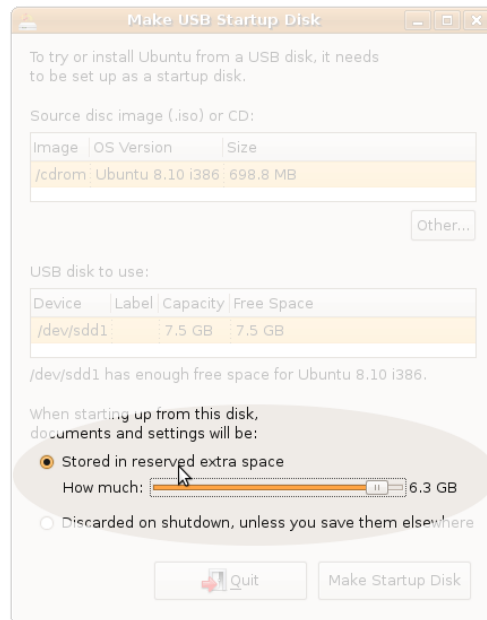 Make USB Startup Disk
To try or install Ubuntu from a USB disk, it needs
to be set up as a startup disk.
Source disc image (.iso) or CD:
Image OS Version Size
/cdrom Ubuntu 8.10 i386 698.8 MB
Other...
USB disk to use:
Device Label Capacity Free Space
/dev/sdd1 7.5 GB 7.5 GB
/dev/sdd1 has enough free space for Ubuntu 8.10 i386.
When starting up from this disk,
documents and settings will be:
Stored in reserved extra space
How much: 6.3 GB
Discarded on shutdown, unless you save them elsewhere
Quit Make Startup Disk